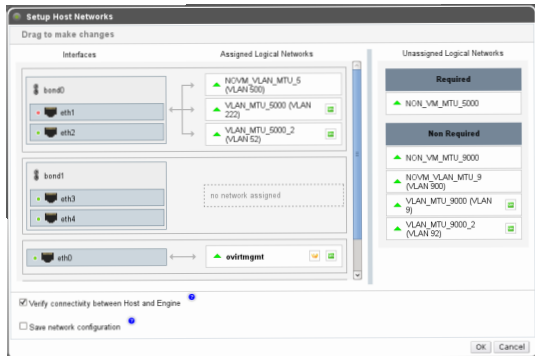 Setup Host Networks
Drag to make changes
Interfaces
Assigned Logical Networks
Unassigned Logical Networks
bond0
eth1
eth2
NOVM_VLAN_MTU_5
(VLAN 500)
VLAN_MTU_5000 (VLAN
222)
VLAN_MTU_5000_2
(VLAN 52)
bond1
eth3
eth4
no network assigned
eth0
ovirtmgmt
Required
NON_VM_MTU_5000
Non Required
NON_VM_MTU_9000
NOVM_VLAN_MTU_9
(VLAN 900)
VLAN_MTU_9000 (VLAN
9)
VLAN_MTU_9000_2
(VLAN 92)
Verify connectivity between Host and Engine
Save network configuration
OK
Cancel